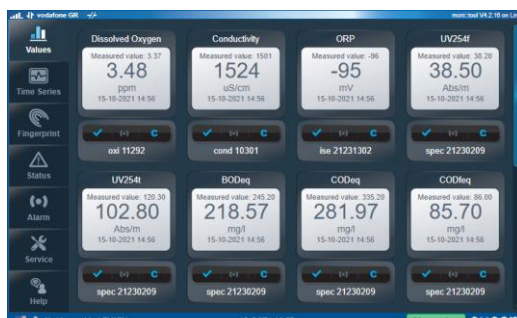 vodafone GR
moni::tool V4.2.16 on Lin
Values
Time Series
Fingerprint
Status
Alarm
Service
Help
Dissolved Oxygen
Measured value: 3.37
3.48
ppm
15-10-2021 14:56
oxi 11292
Conductivity
Measured value: 1501
1524
uS/cm
15-10-2021 14:56
cond 10301
ORP
Measured value: -96
-95
mV
15-10-2021 14:56
ise 21231302
UV254f
Measured value: 38.20
38.50
Abs/m
15-10-2021 14:56
spec 21230209
UV254t
Measured value: 120.30
102.80
Abs/m
15-10-2021 14:56
spec 21230209
BODeq
Measured value: 245.20
218.57
mg/l
15-10-2021 14:56
spec 21230209
CODeq
Measured value: 335.20
281.97
mg/l
15-10-2021 14:56
spec 21230209
CODfeq
Measured value: 86.00
85.70
mg/l
15-10-2021 14:56
spec 21230209